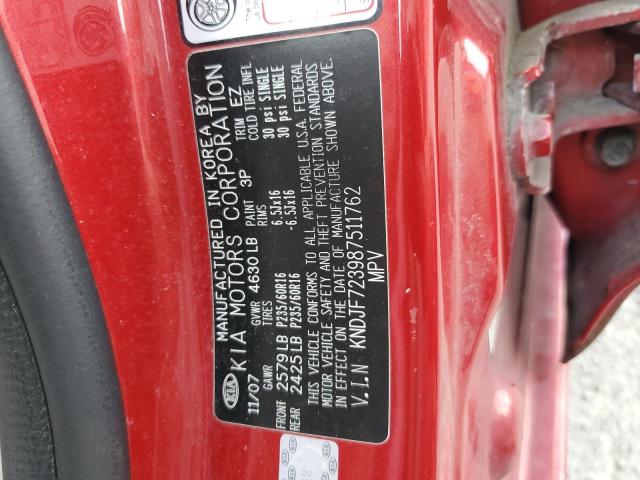 KIA
MANUFACTURED IN KOREA BY
KIA MOTORS CORPORATION
11/07 GVWR 4630 LB PAINT 3P TRIM EZ
GAWR TIRES RIMS COLD TIRE INFL
FRONT 2579 LB P235/60R16 6.5Jx16 30 psi SINGLE
REAR 2425 LB P235/60R16 -6.5Jx16 30 psi SINGLE
THIS VEHICLE CONFORMS TO ALL APPLICABLE U.S.A. FEDERAL
MOTOR VEHICLE SAFETY AND THEFT PREVENTION STANDARDS
IN EFFECT ON THE DATE OF MANUFACTURE SHOWN ABOVE.
V.I.N KNDJF723987511762
MPV